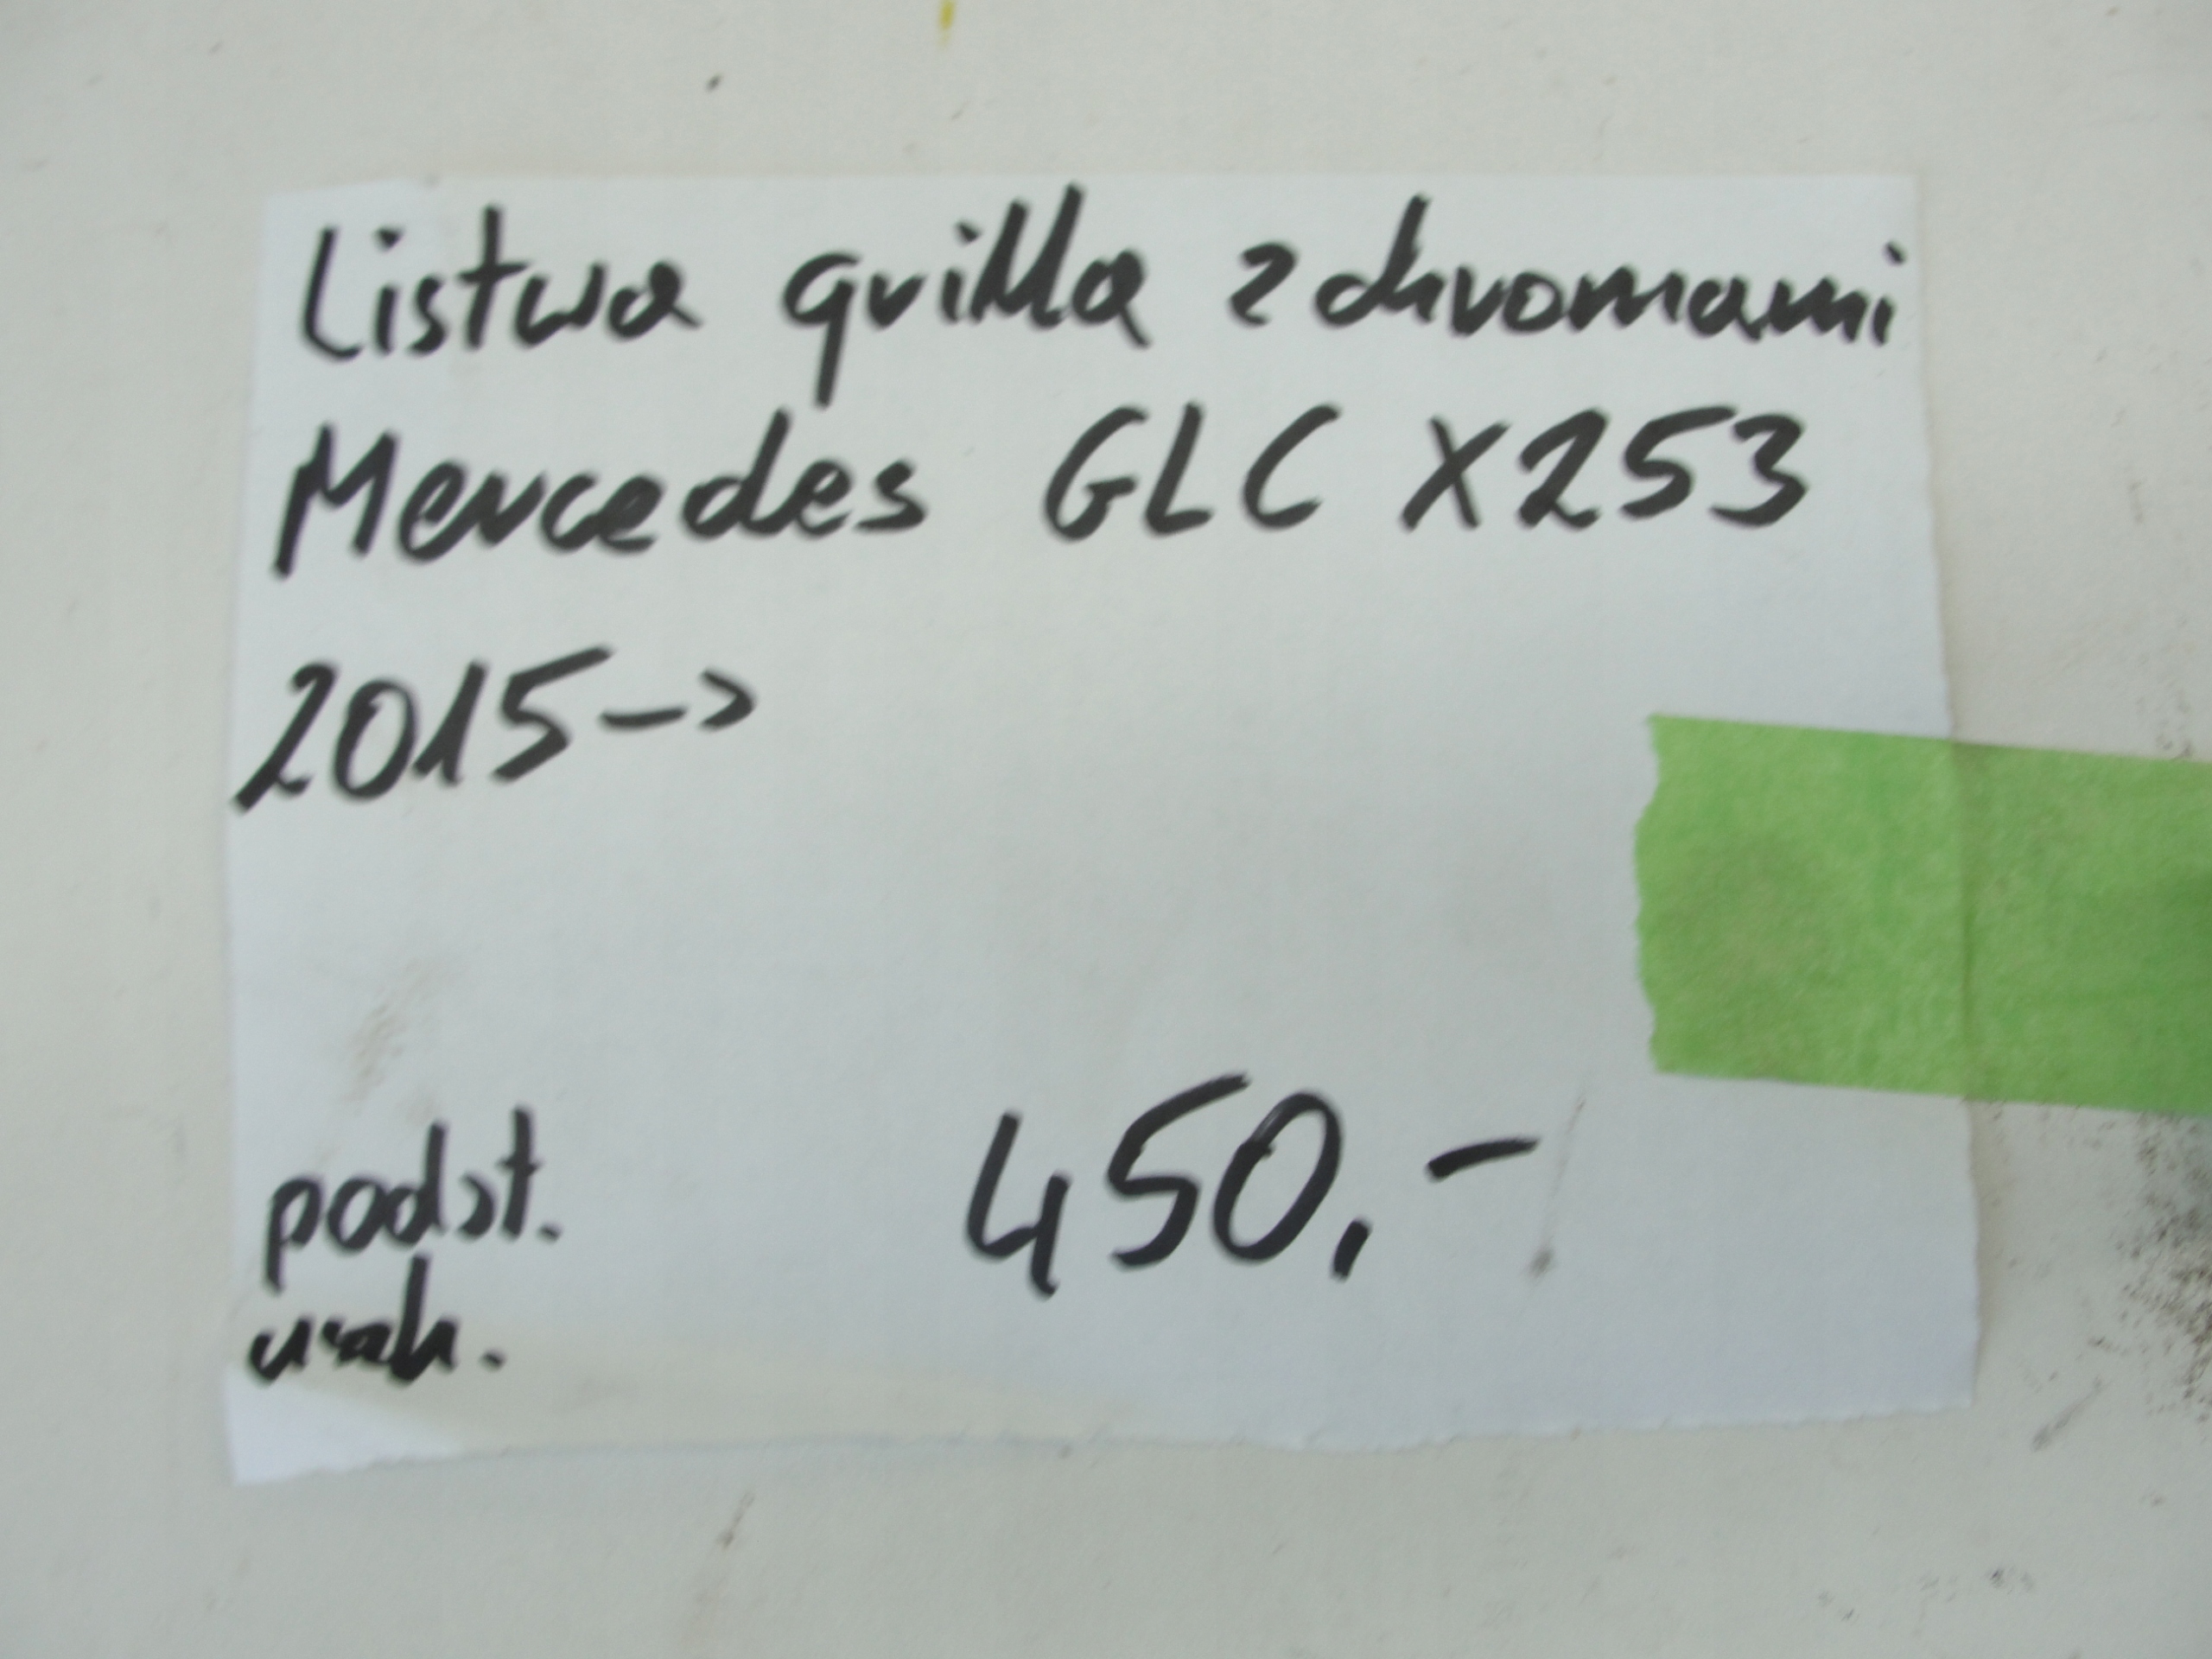 Listwa grilla z chromami
Mercedes GLC X253
2015->
podst. 450.-
uszk.